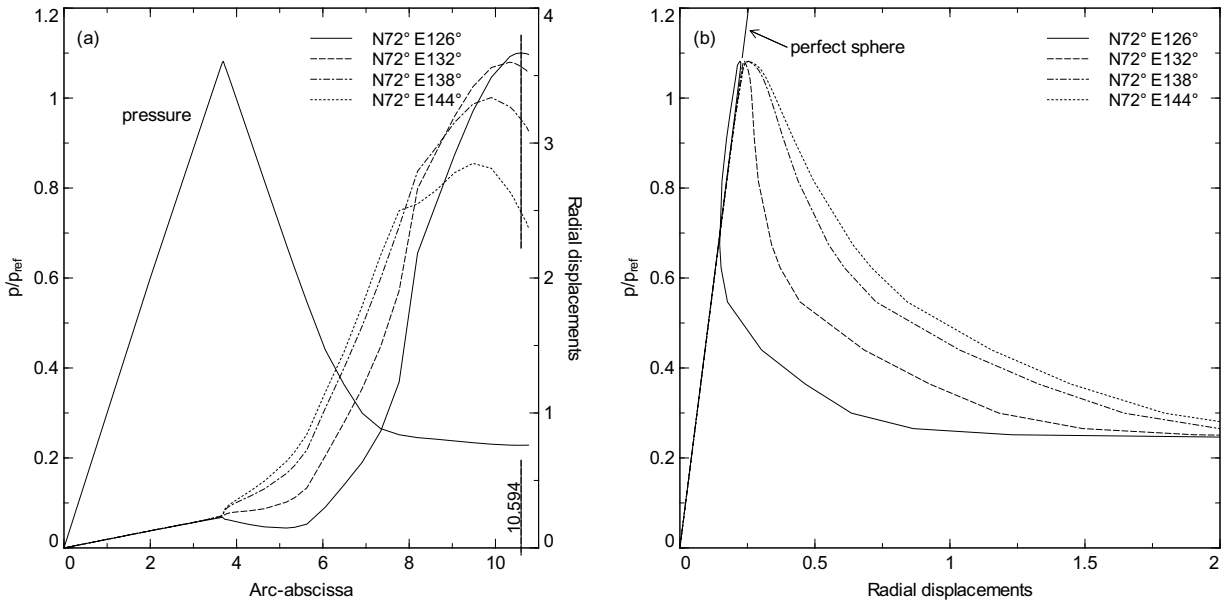 (a)
N72° E126°
N72° E132°
N72° E138°
N72° E144°
pressure
1.2
1
0.8
0.6
0.4
0.2
0
p/pref
4
3
2
1
0
Radial displacements
10.594
0 2 4 6 8 10
Arc-abscissa
(b)
N72° E126°
N72° E132°
N72° E138°
N72° E144°
perfect sphere
1.2
1
0.8
0.6
0.4
0.2
0
p/pref
0 0.5 1 1.5 2
Radial displacements